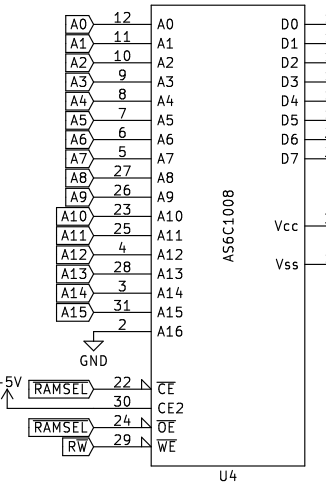 A0 12 A0 D0
A1 11 A1 D1
A2 10 A2 D2
A3 9 A3 D3
A4 8 A4 D4
A5 7 A5 D5
A6 6 A6 D6
A7 5 A7 D7
A8 27 A8
A9 26 A9
A10 23 A10
A11 25 A11
A12 4 A12
A13 28 A13
A14 3 A14
A15 31 A15
2 A16
GND
AS6C1008
Vcc
Vss
5V
RAMSEL 22 CE
30 CE2
RAMSEL 24 OE
RW 29 WE
U4